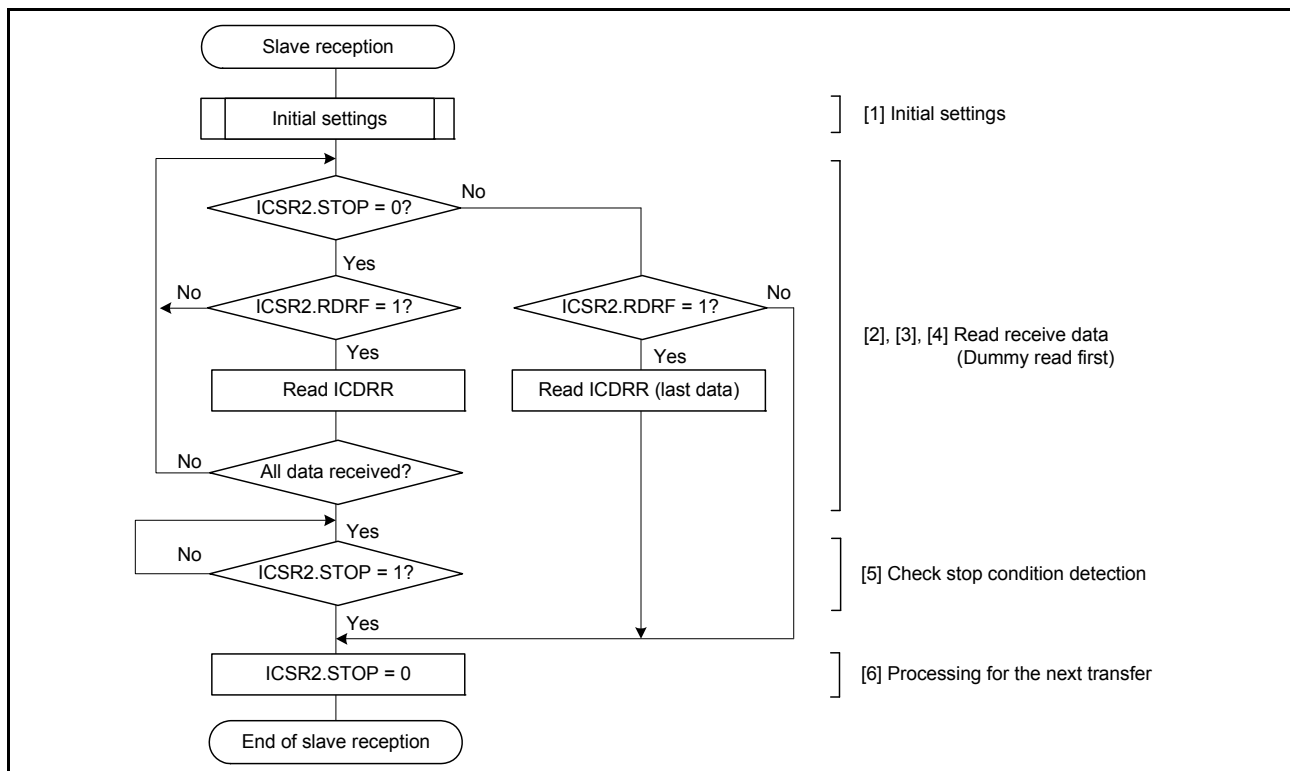 Slave reception
Initial settings
[1] Initial settings
ICSR2.STOP = 0?
No
Yes
No
ICSR2.RDRF = 1?
ICSR2.RDRF = 1?
No
[2], [3], [4] Read receive data
(Dummy read first)
Yes
Yes
Read ICDRR
Read ICDRR (last data)
No
All data received?
Yes
No
ICSR2.STOP = 1?
[5] Check stop condition detection
Yes
ICSR2.STOP = 0
[6] Processing for the next transfer
End of slave reception